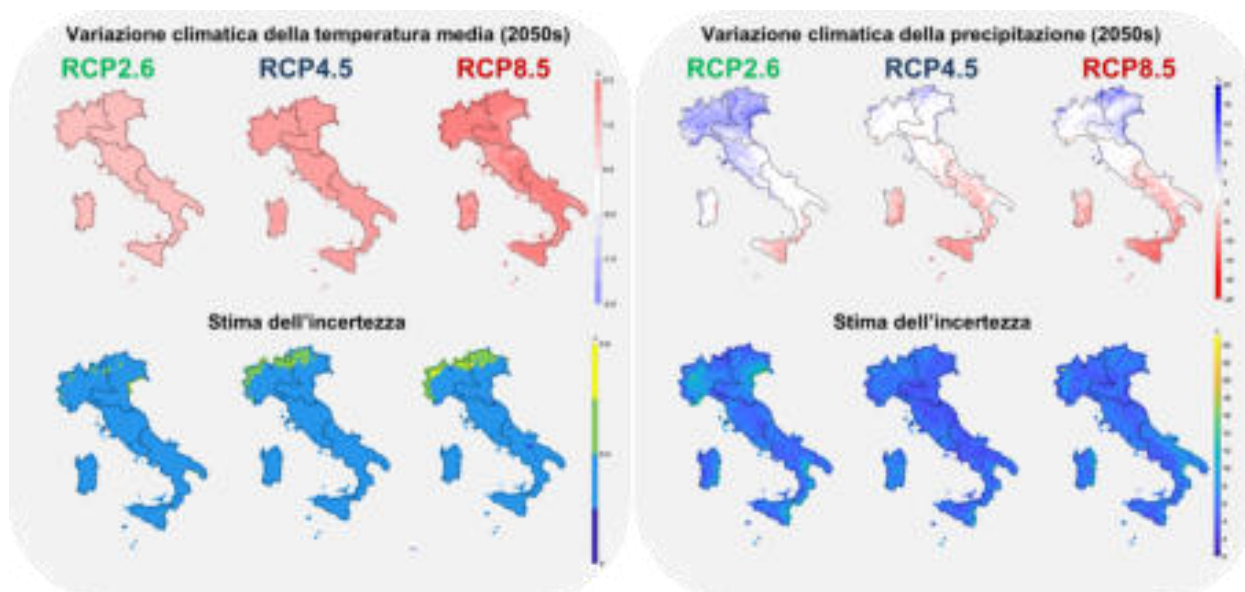 Variazione climatica della temperatura media (2050s)
RCP2.6 RCP4.5 RCP8.5
Stima dell'incertezza
Variazione climatica della precipitazione (2050s)
RCP2.6 RCP4.5 RCP8.5
Stima dell'incertezza